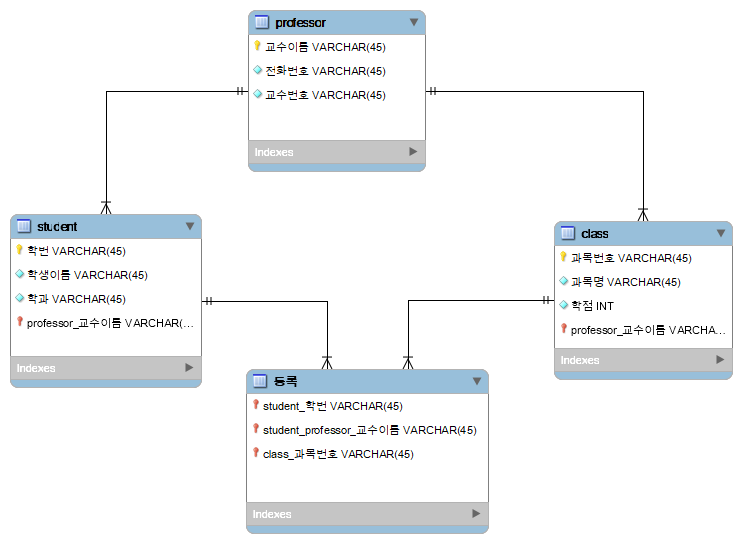 professor
교수이름 VARCHAR(45)
전화번호 VARCHAR(45)
교수번호 VARCHAR(45)
Indexes
student
학번 VARCHAR(45)
학생이름 VARCHAR(45)
학과 VARCHAR(45)
professor_교수이름 VARCHAR(...
Indexes
class
과목번호 VARCHAR(45)
과목명 VARCHAR(45)
학점 INT
professor_교수이름 VARCHA...
Indexes
등록
student_학번 VARCHAR(45)
student_professor_교수이름 VARCHAR(45)
class_과목번호 VARCHAR(45)
Indexes